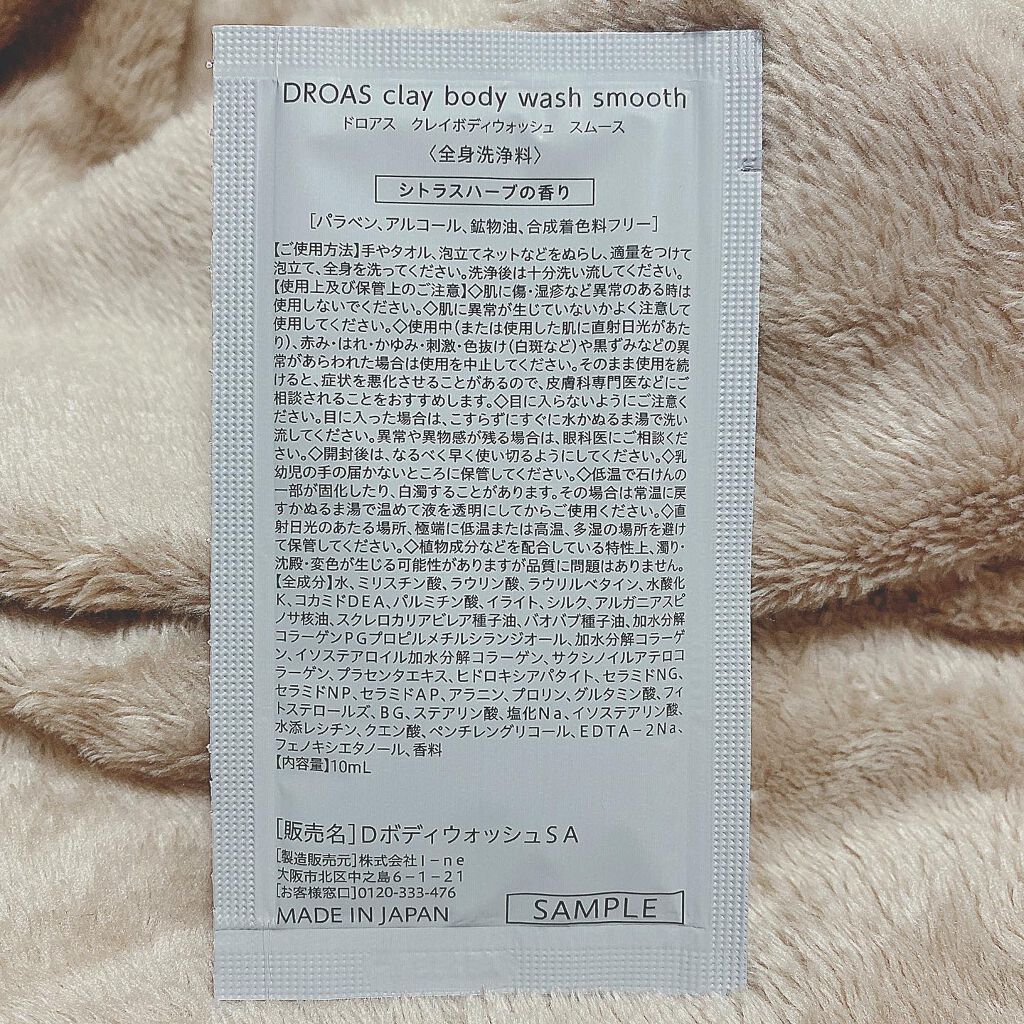 DROAS clay body wash smooth
ドロアス クレイボディウォッシュ スムース
〈全身洗浄料〉
シトラスハーブの香り
[パラベン、アルコール、鉱物油、合成着色料フリー]
【ご使用方法】手やタオル、泡立てネットなどをぬらし、適量をつけて
泡立て、全身を洗ってください。洗浄後は十分洗い流してください。
【使用上及び保管上のご注意】◇肌に傷・湿疹など異常のある時は
使用しないでください。◇肌に異常が生じていないかよく注意して
使用してください。◇使用中(または使用した肌に直射日光があた
り)、赤み・はれ・かゆみ・刺激・色抜け(白斑など)や黒ずみなどの異
常があらわれた場合は使用を中止してください。そのまま使用を続
けると、症状を悪化させることがあるので、皮膚科専門医などにご
相談されることをおすすめします。◇目に入らないようにご注意く
ださい。目に入った場合は、こすらずにすぐに水かぬるま湯で洗い
流してください。異常や異物感が残る場合は、眼科医にご相談くだ
さい。◇開封後は、なるべく早く使い切るようにしてください。◇乳
幼児の手の届かないところに保管してください。◇低温で石けんの
一部が固化したり、白濁することがあります。その場合は常温に戻
すかぬるま湯で温めて液を透明にしてからご使用ください。◇直
射日光のあたる場所、極端に低温または高温、多湿の場所を避け
て保管してください。◇植物成分などを配合している特性上、濁り・
沈殿・変色が生じる可能性がありますが品質に問題はありません。
【全成分】水、ミリスチン酸、ラウリン酸、ラウリルベタイン、水酸化
K、コカミドDEA、パルミチン酸、イライト、シルク、アルガニアスピ
ノサ核油、スクレロカリアビレア種子油、バオバブ種子油、加水分解
コラーゲンPGプロピルメチルシランジオール、加水分解コラーゲ
ン、イソステアロイル加水分解コラーゲン、サクシノイルアテロコ
ラーゲン、プラセンタエキス、ヒドロキシアパタイト、セラミドNG、
セラミドNP、セラミドAP、アラニン、プロリン、グルタミン酸、フィ
トステロールズ、BG、ステアリン酸、塩化Na、イソステアリン酸、
水添レシチン、クエン酸、ペンチレングリコール、EDTA-2Na、
フェノキシエタノール、香料
【内容量】10mL
[販売名]DボディウォッシュSA
[製造販売元]株式会社I-ne
大阪市北区中之島6-1-21
[お客様窓口]0120-333-476
MADE IN JAPAN
SAMPLE